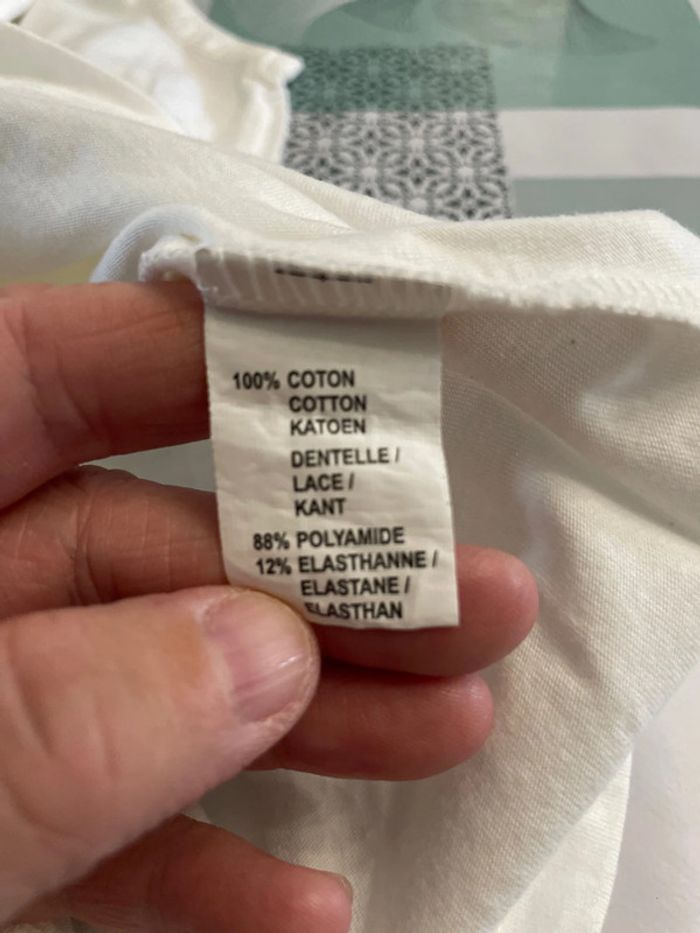 100% COTON
COTTON
KATOEN
DENTELLE /
LACE /
KANT
88% POLYAMIDE
12% ELASTHANNE /
ELASTANE /
ELASTHAN